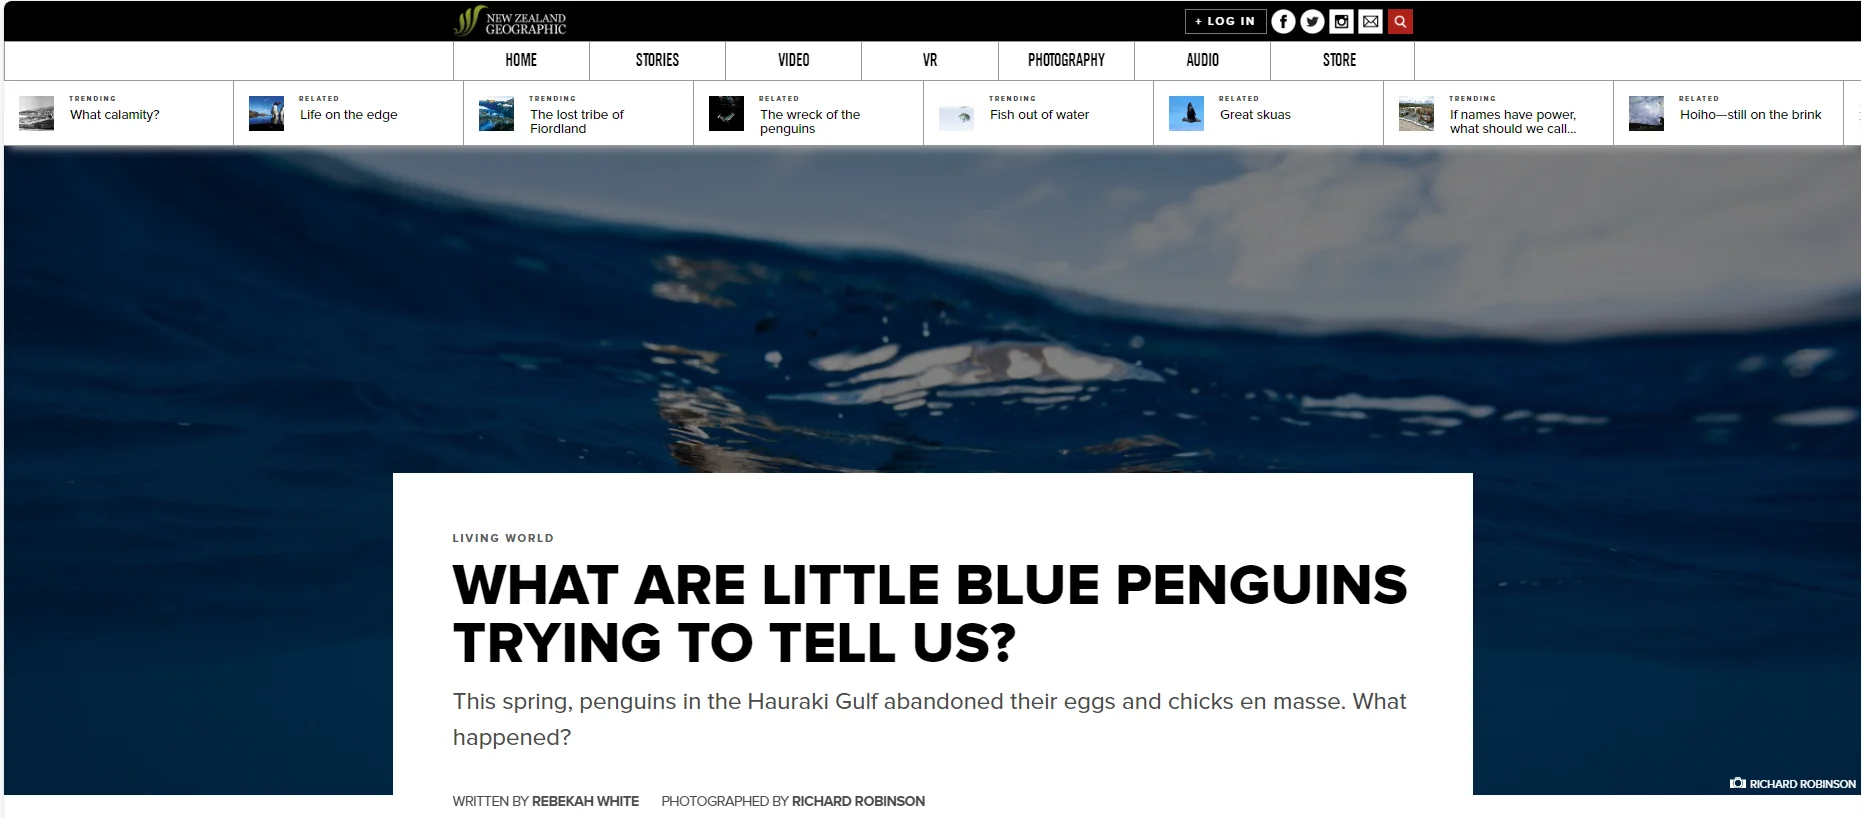 NEW ZEALAND
GEOGRAPHIC
+ LOG IN
HOME
STORIES
VIDEO
VR
PHOTOGRAPHY
AUDIO
STORE
TRENDING
What calamity?
RELATED
Life on the edge
TRENDING
The lost tribe of
Fiordland
RELATED
The wreck of the
penguins
TRENDING
Fish out of water
RELATED
Great skuas
TRENDING
If names have power,
what should we call...
RELATED
Hoiho—still on the brink
LIVING WORLD
WHAT ARE LITTLE BLUE PENGUINS
TRYING TO TELL US?
This spring, penguins in the Hauraki Gulf abandoned their eggs and chicks en masse. What
happened?
RICHARD ROBINSON
WRITTEN BY REBEKAH WHITE PHOTOGRAPHED BY RICHARD ROBINSON